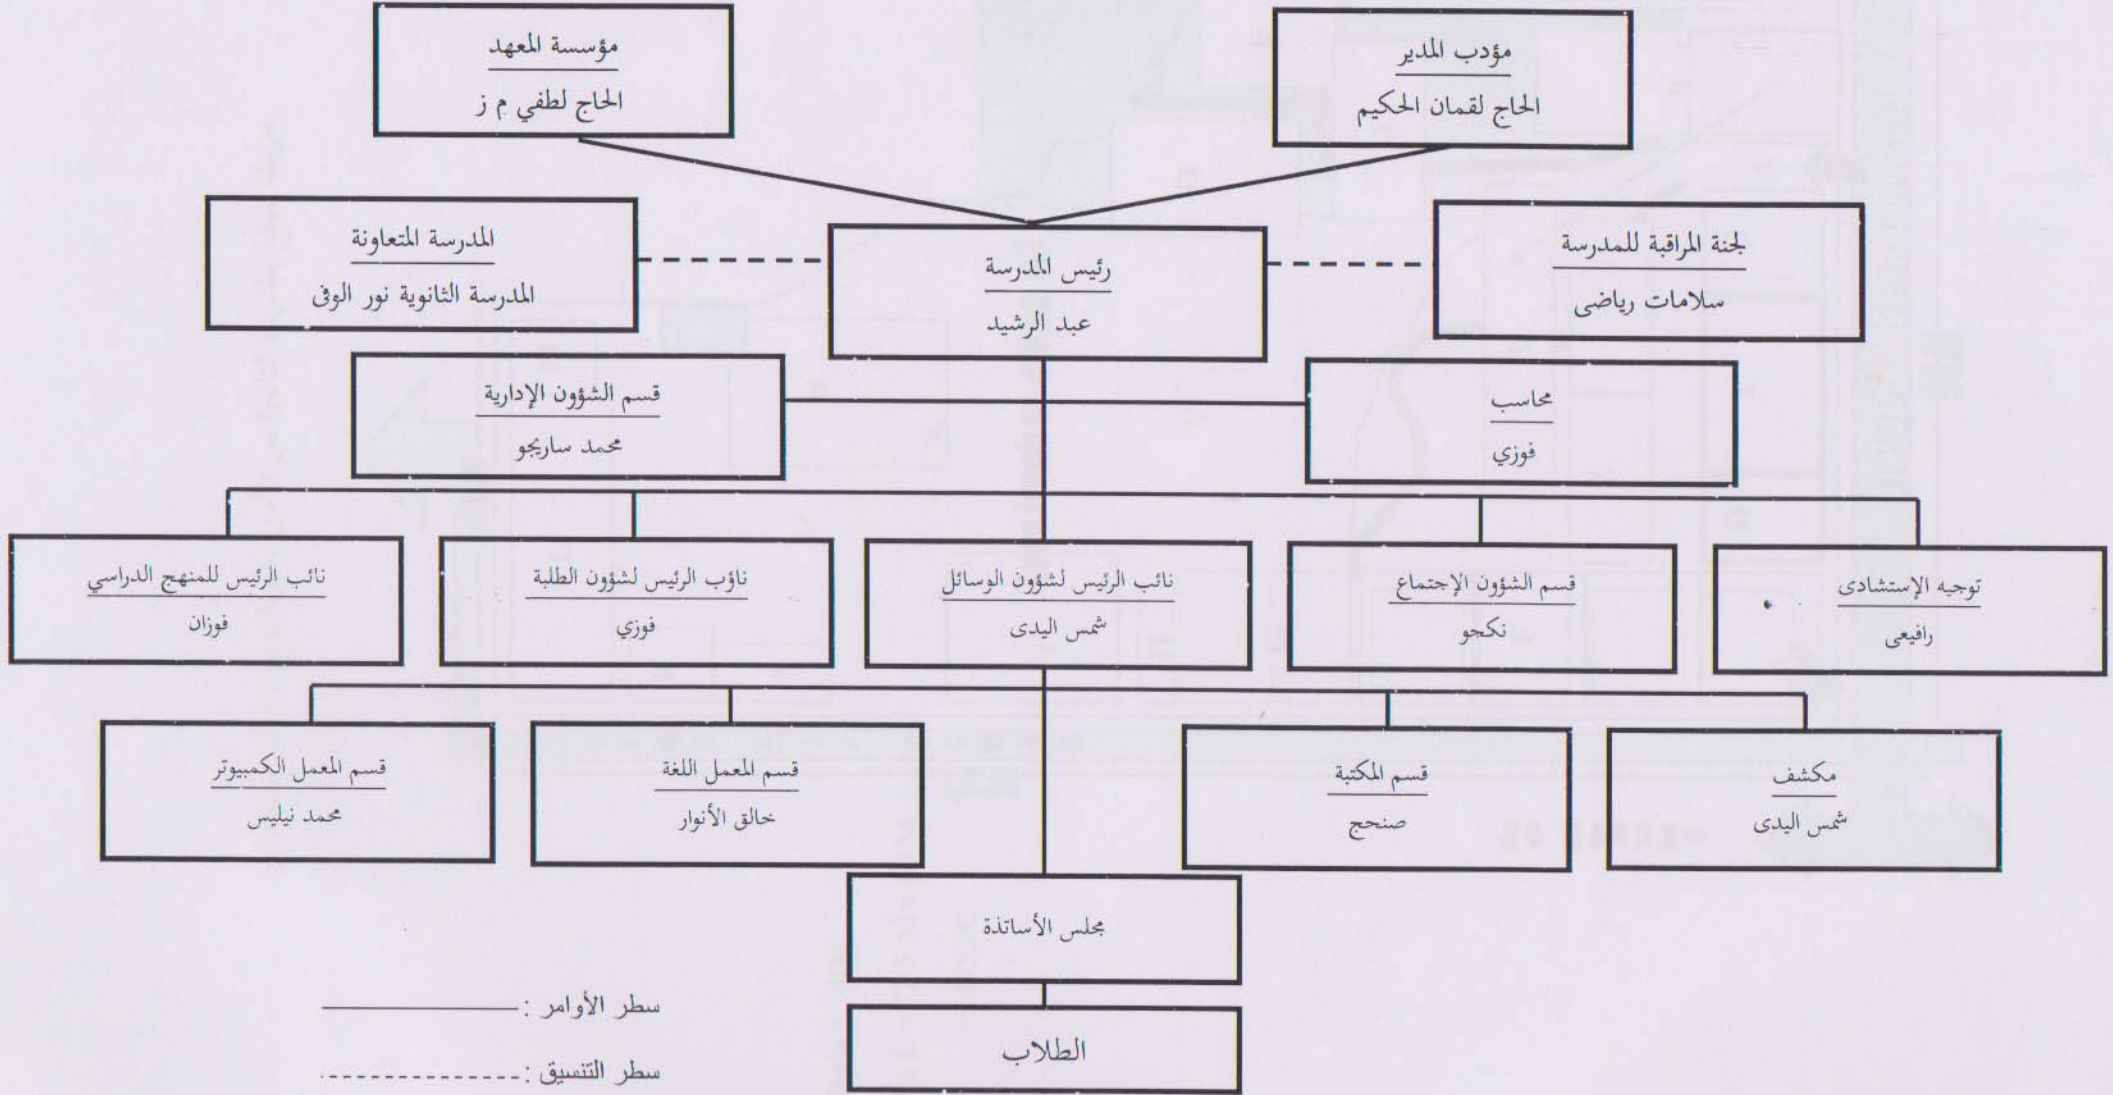 مؤدب المدير
الحاج لقمان الحكيم
مؤسسة المعهد
الحاج لطفي م ز
لجنة المراقبة للمدرسة
سلامات رياضى
رئيس المدرسة
عبد الرشيد
المدرسة المتعاونة
المدرسة الثانوية نور الوفى
محاسب
فوزي
قسم الشؤون الإدارية
محمد ساريجو
توجيه الإستشادى
رافيعى
قسم الشؤون الإجتماع
نكجو
نائب الرئيس لشؤون الوسائل
شمس اليدى
ناؤب الرئيس لشؤون الطلبة
فوزي
نائب الرئيس للمنهج الدراسي
فوزان
مكشف
شمس اليدى
قسم المكتبة
صنحج
قسم المعمل اللغة
خالق الأنوار
قسم المعمل الكمبيوتر
محمد نيليس
مجلس الأساتذة
الطلاب
سطر الأوامر :
سطر التنسيق :